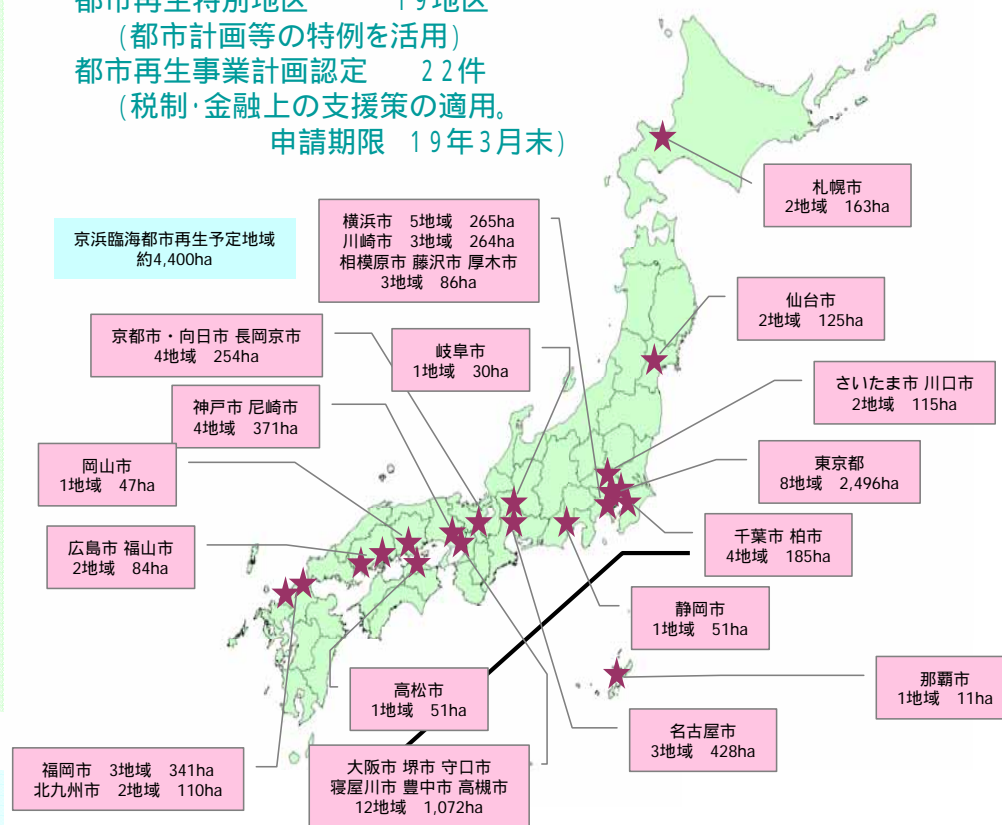 都市再生特別地区　　　19地区
(都市計画等の特例を活用)
都市再生事業計画認定　　22件
(税制・金融上の支援策の適用。
申請期限　19年3月末)
札幌市
2地域　163ha
横浜市　5地域　265ha
川崎市　3地域　264ha
相模原市 藤沢市 厚木市
3地域　86ha
京浜臨海都市再生予定地域
約4,400ha
仙台市
2地域　125ha
京都市・向日市 長岡京市
4地域　254ha
岐阜市
1地域　30ha
さいたま市 川口市
2地域　115ha
神戸市 尼崎市
4地域　371ha
岡山市
1地域　47ha
東京都
8地域　2,496ha
千葉市 柏市
4地域　185ha
広島市 福山市
2地域　84ha
静岡市
1地域　51ha
高松市
1地域　51ha
那覇市
1地域　11ha
名古屋市
3地域　428ha
福岡市　3地域　341ha
北九州市　2地域　110ha
大阪市 堺市 守口市
寝屋川市 豊中市 高槻市
12地域　1,072ha